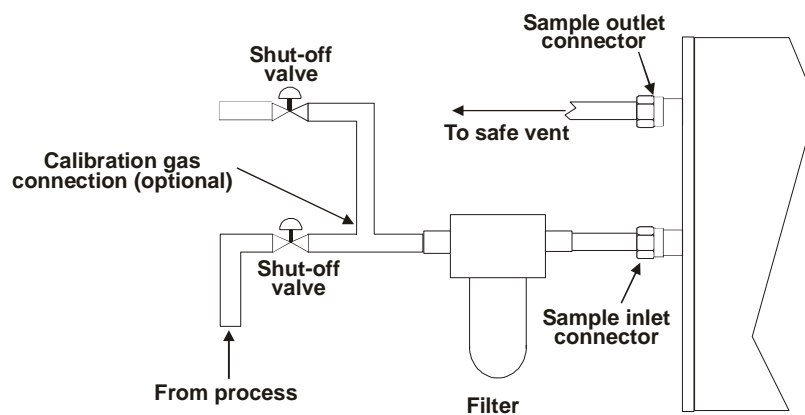 Sample outlet
connector
Shut-off
valve
To safe vent
Calibration gas
connection (optional)
Shut-off
valve
Sample inlet
connector
From process
Filter